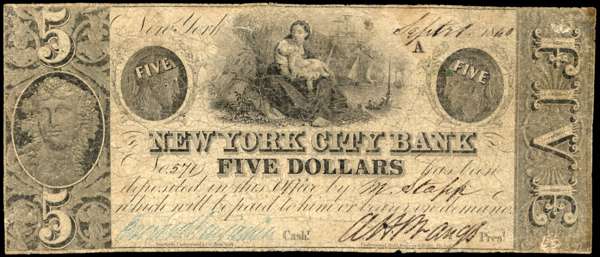 5 New York Sept 1 1840
A
FIVE FIVE
NEW YORK CITY BANK
No. 571 FIVE DOLLARS has been
deposited in this Office by M Stapp
which will be paid to him or bearer on demand
Cash! Pres!
5
FIVE